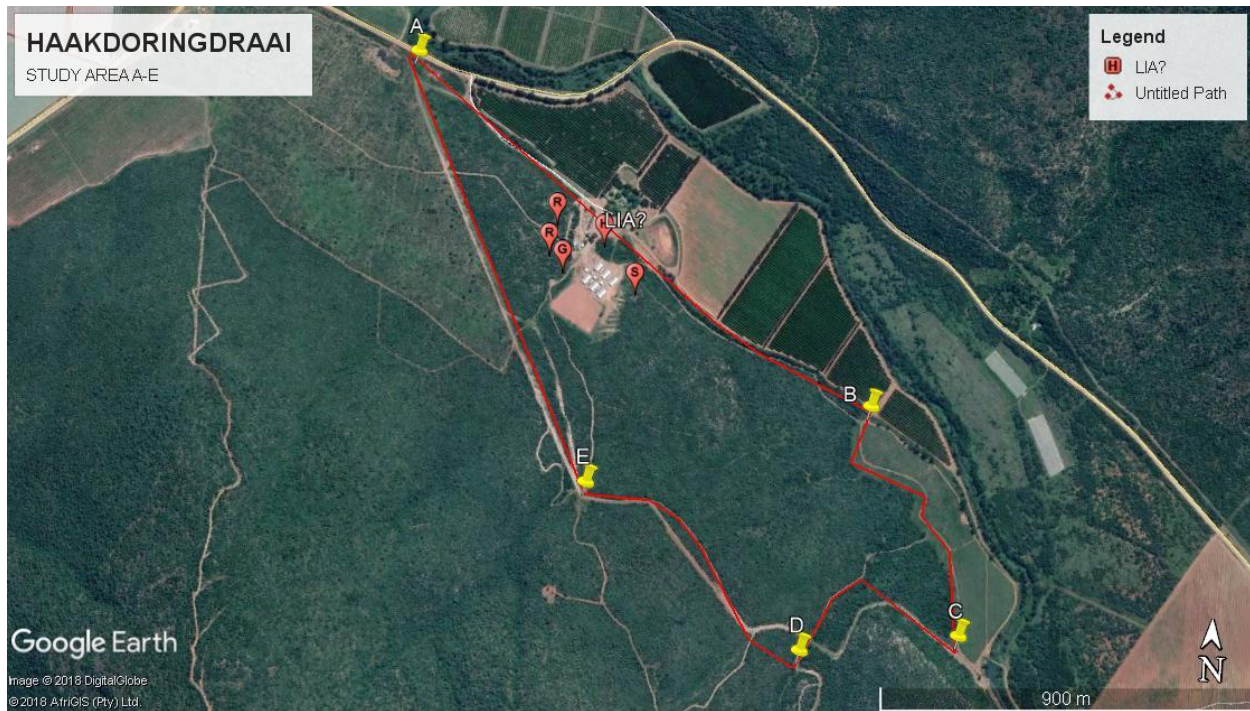 HAAKDORINGDRAAI
STUDY AREA A-E
Legend
H LIA?
Untitled Path
A
R
LIA?
R
G
S
B
E
C
D
N
Google Earth
900 m
Image © 2018 DigitalGlobe
© 2018 AfriGIS (Pty) Ltd.